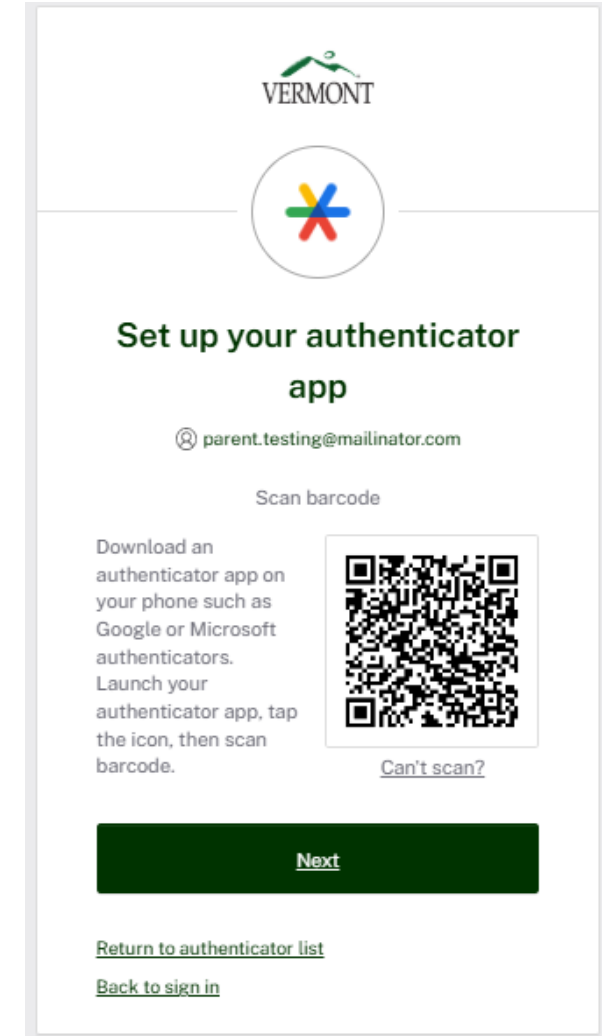 VERMONT
Set up your authenticator
app
parent.testing@mailinator.com
Scan barcode
Download an
authenticator app on
your phone such as
Google or Microsoft
authenticators.
Launch your
authenticator app, tap
the icon, then scan
barcode.
Can't scan?
Next
Return to authenticator list
Back to sign in